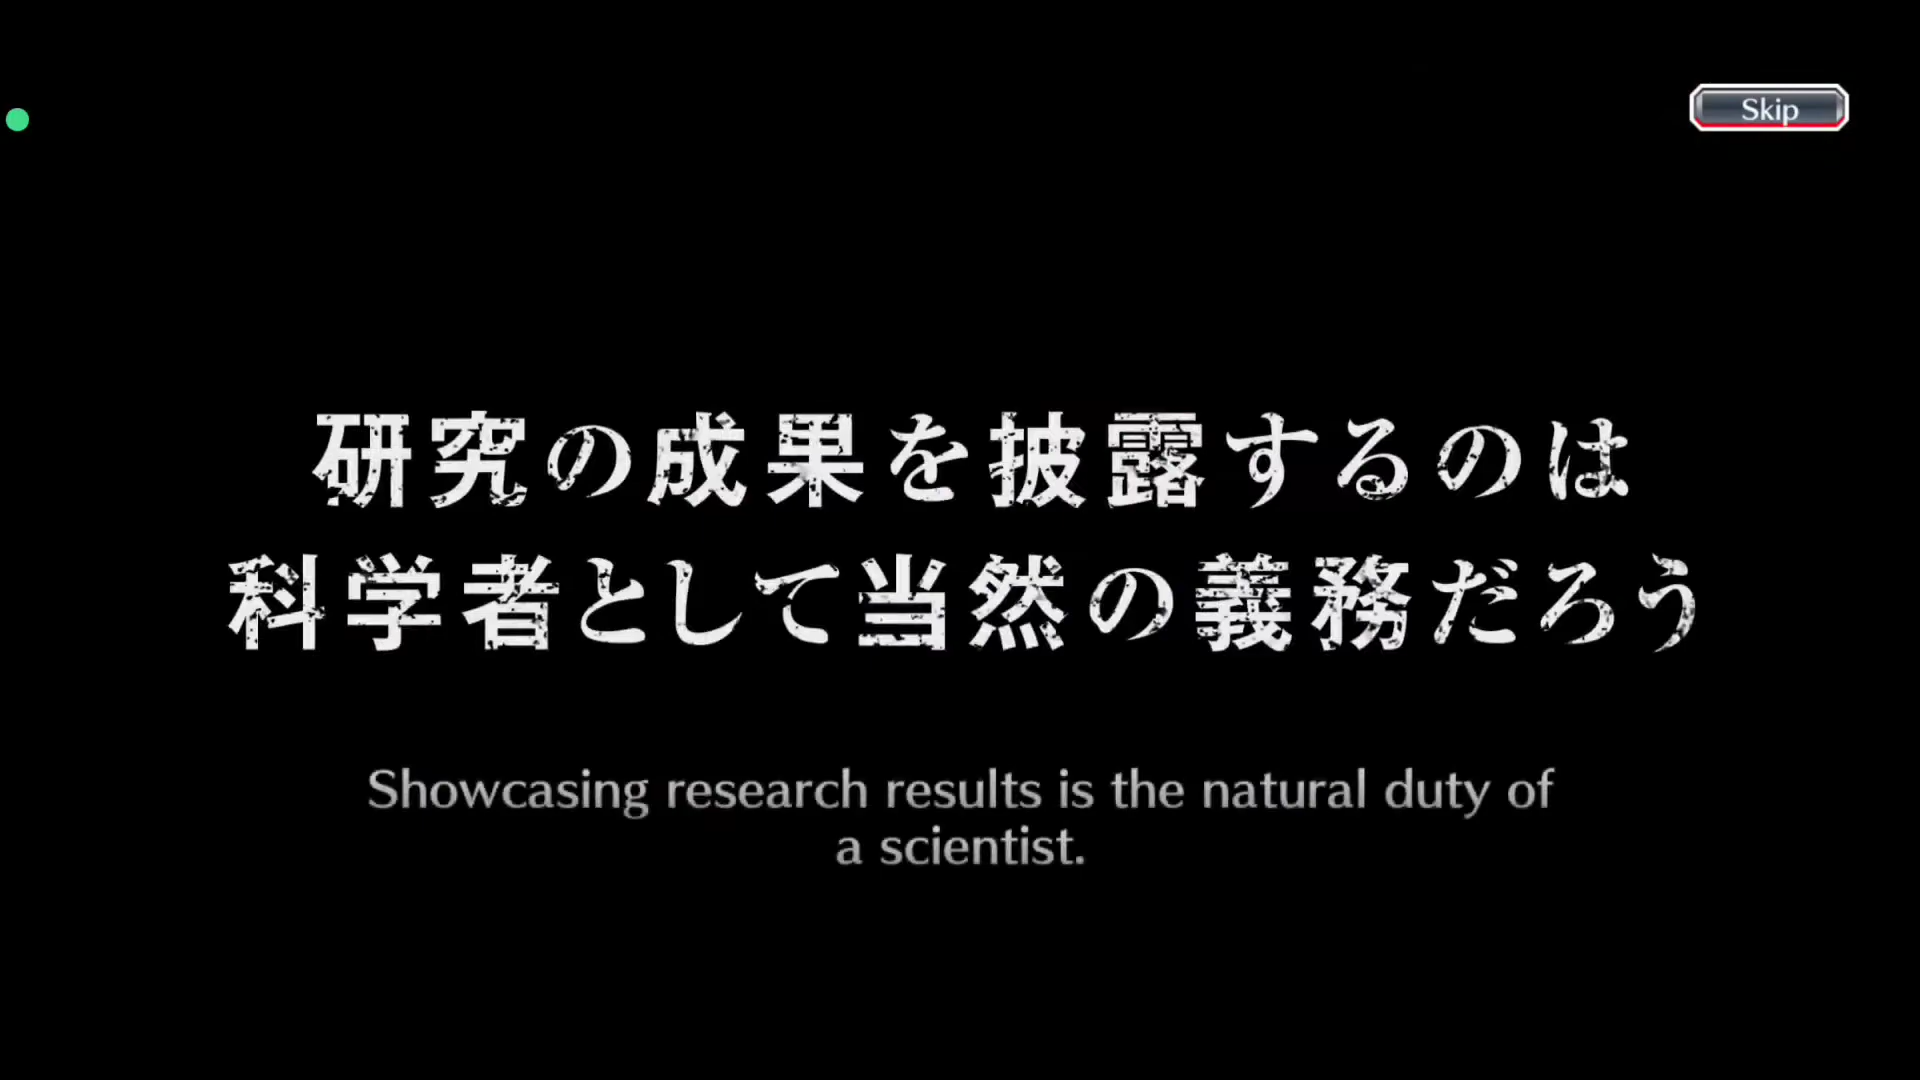 Skip
研究の成果を披露するのは
科学者として当然の義務だろう
Showcasing research results is the natural duty of
a scientist.